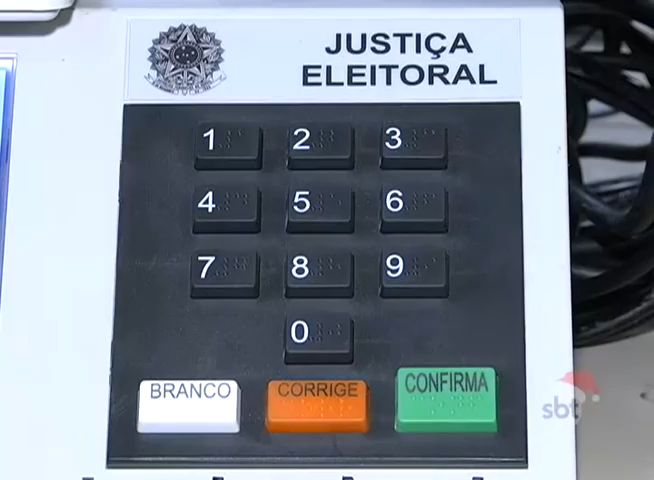 JUSTIÇA
ELEITORAL
1 2 3
4 5 6
7 8 9
0
BRANCO CORRIGE CONFIRMA
sbt